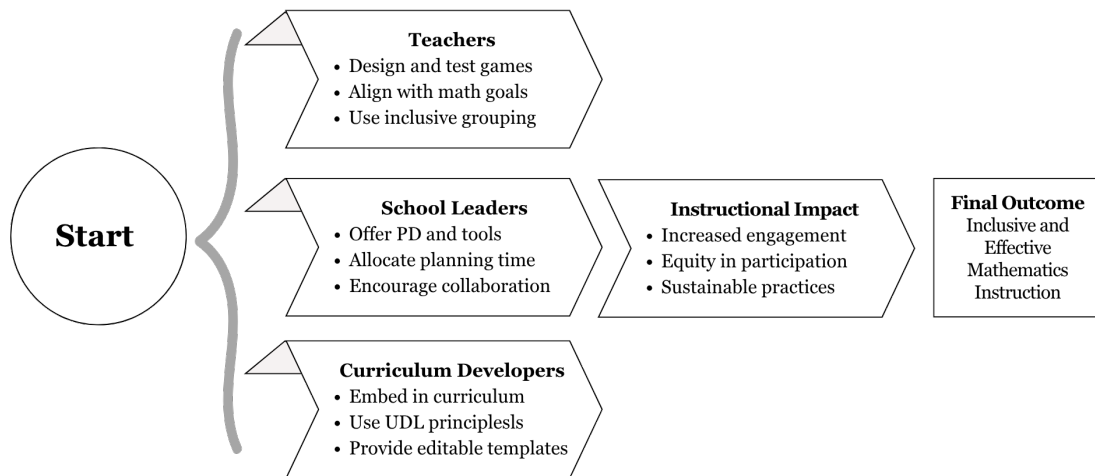 Start
Teachers
• Design and test games
• Align with math goals
• Use inclusive grouping
School Leaders
• Offer PD and tools
• Allocate planning time
• Encourage collaboration
Curriculum Developers
• Embed in curriculum
• Use UDL principlesls
• Provide editable templates
Instructional Impact
• Increased engagement
• Equity in participation
• Sustainable practices
Final Outcome
Inclusive and
Effective
Mathematics
Instruction